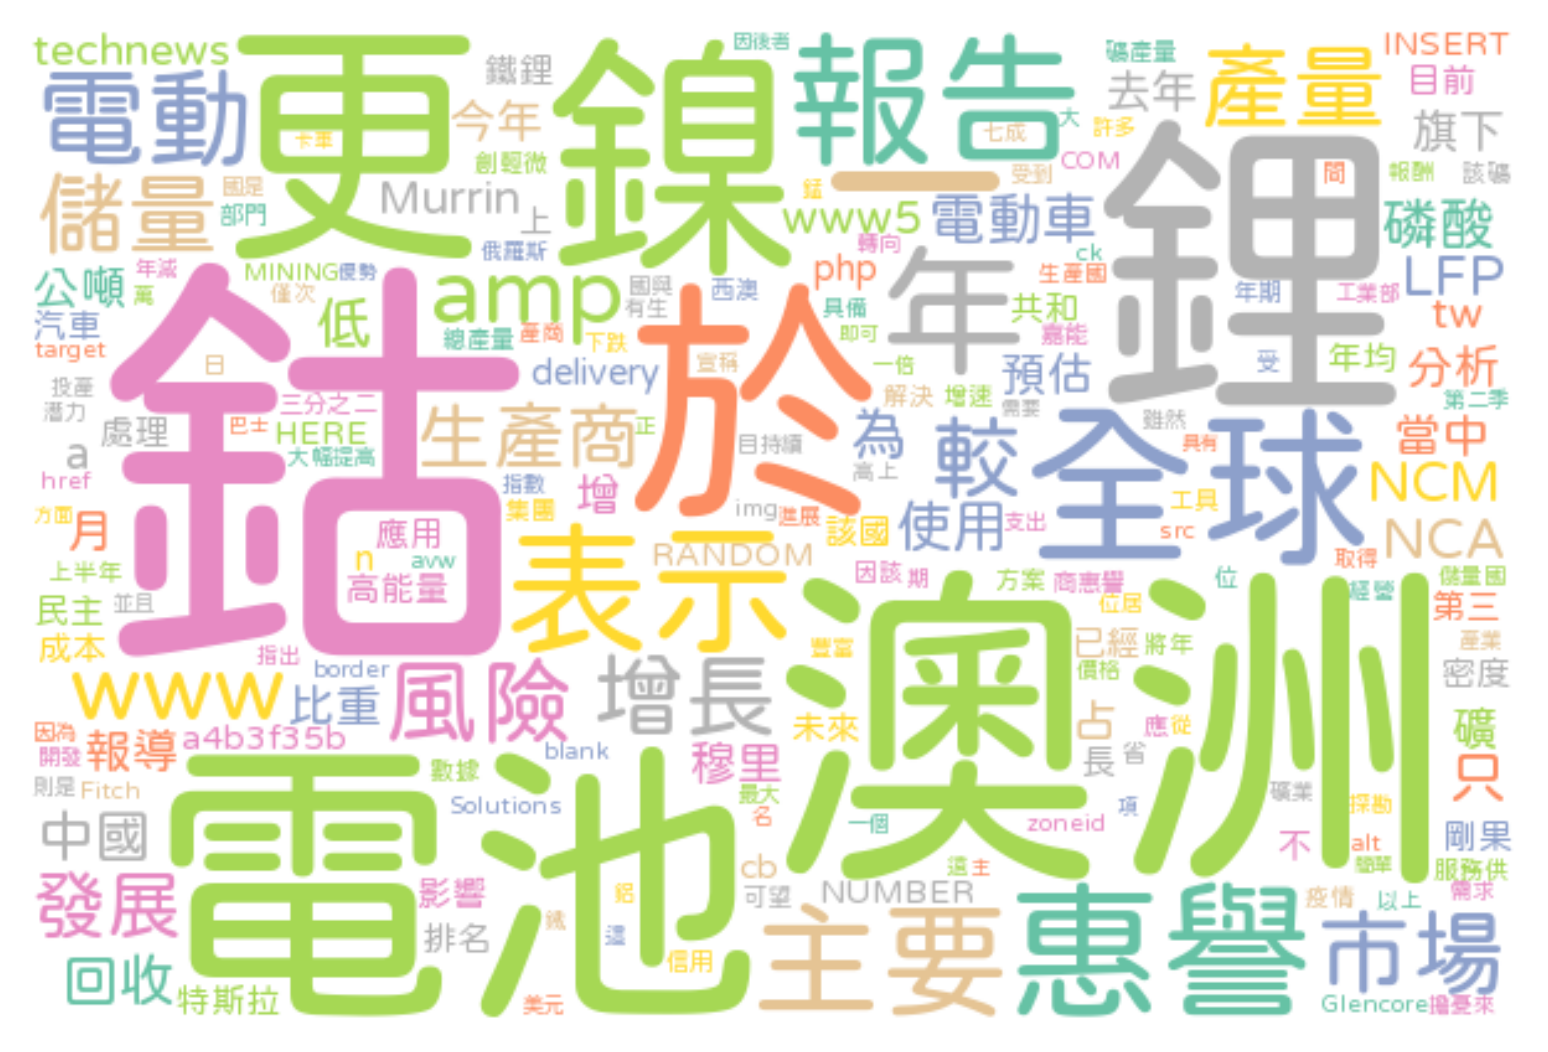 technews
更
鎳
報告
產量
INSERT
鐵鋰
因後者
礦產量
目前
電動
今年
去年
旗下
卡車
創輕微
七成
大
許多
COM
受到
一
間
報酬
該礦
儲量
國是
部門
Murrin
上
錳
www5
電動車
鋰
磷酸
俄羅斯
轉向
ck
公噸
年減
萬
MINING
優勢
僅次
低
amp
國與
有生
西澳
php
具備
年
生產國
共和
年期
工業部
LFP
tw
汽車
target
總產量
產商
下跌
即可
嘉能
鈷
日
於
宣稱
一倍
預估
受
年均
分析
投產
潛力
delivery
解決
增速
需要
第二季
處理
巴士
三分之二
HERE
生產商
正
目持續
為
較
雖然
全球
具有
當中
a
大幅提高
href
指數
增
高上
NCM
方面
月
集團
img
進展
該國
使用
支出
工具
src
NCA
應用
n
avw
高能量
表示
RANDOM
取得
上半年
因該
期
方案
商惠譽
位
儲量國
經營
民主
並且
位居
第三
成本
指出
豐富
已經
將年
產業
border
澳洲
價格
密度
www
比重
風險
增長
未來
占
應
從
礦
因為
開發
報導
a4b3f35b
blank
穆里
長
省
只
則是
Fitch
電池
數據
Solutions
最大
名
一個
zoneid
項
礦業
探勘
中國
剛果
不
alt
簡單
服務供
cb
這
主
發展
影響
鋁
可望
NUMBER
疫情
以上
需求
排名
鐵
達
信用
主要
惠譽
市場
回收
特斯拉
美元
Glencore
擔憂來